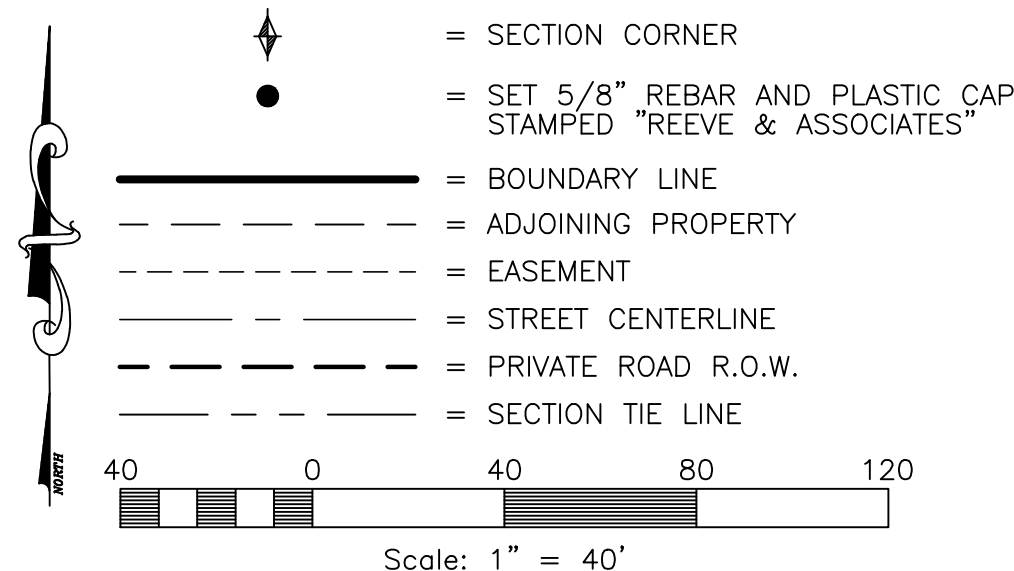 = SECTION CORNER
= SET 5/8" REBAR AND PLASTIC CAP
STAMPED "REEVE & ASSOCIATES"
= BOUNDARY LINE
= ADJOINING PROPERTY
= EASEMENT
= STREET CENTERLINE
= PRIVATE ROAD R.O.W.
= SECTION TIE LINE
NORTH
40 0 40 80 120
Scale: 1" = 40'